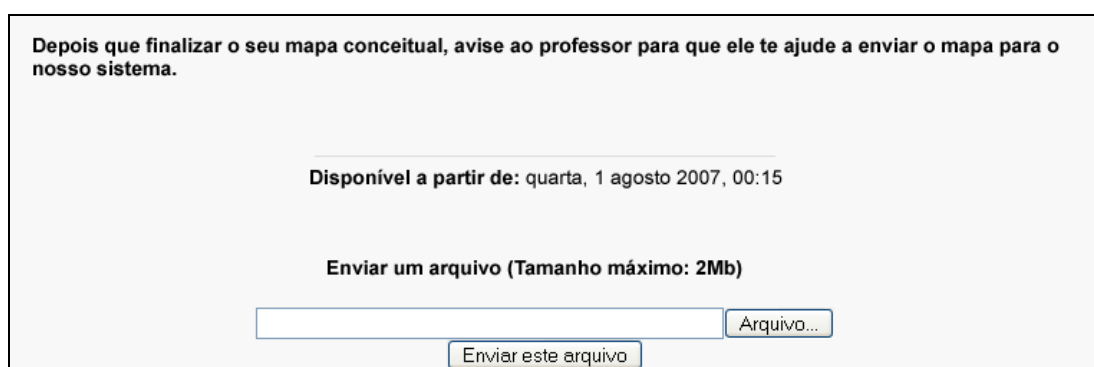 Depois que finalizar o seu mapa conceitual, avise ao professor para que ele te ajude a enviar o mapa para o
nosso sistema.
Disponível a partir de: quarta, 1 agosto 2007, 00:15
Enviar um arquivo (Tamanho máximo: 2Mb)
Arquivo...
Enviar este arquivo